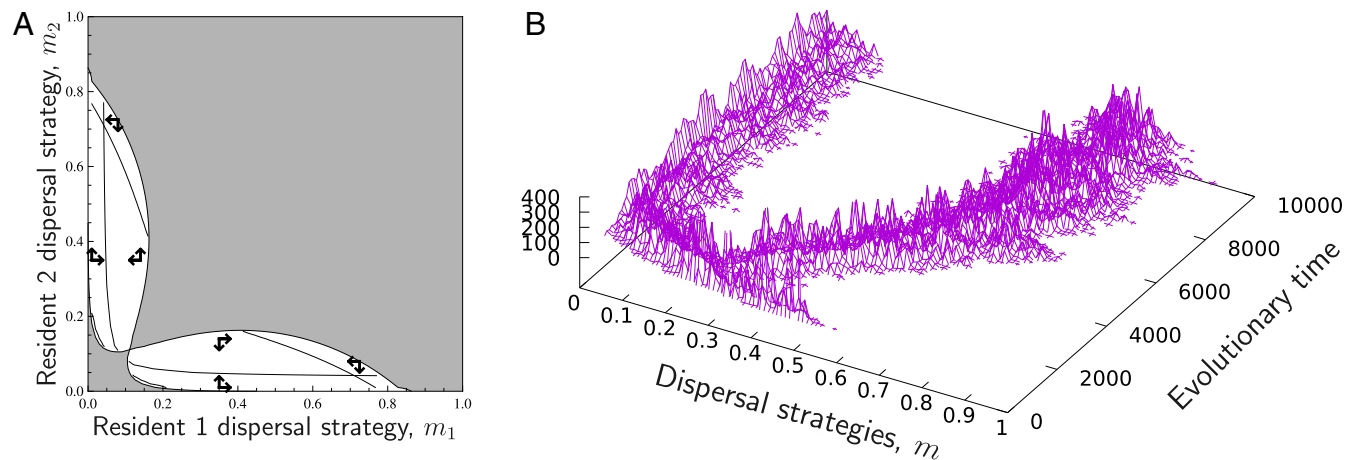 A
B
Resident 2 dispersal strategy, m₂
1.0
0.8
0.6
0.4
0.2
0.0
0.0 0.2 0.4 0.6 0.8 1.0
Resident 1 dispersal strategy, m₁
400
300
200
100
0
0 0.1 0.2 0.3 0.4 0.5 0.6 0.7 0.8 0.9 1
Dispersal strategies, m
0 2000 4000 6000 8000 10000
Evolutionary time